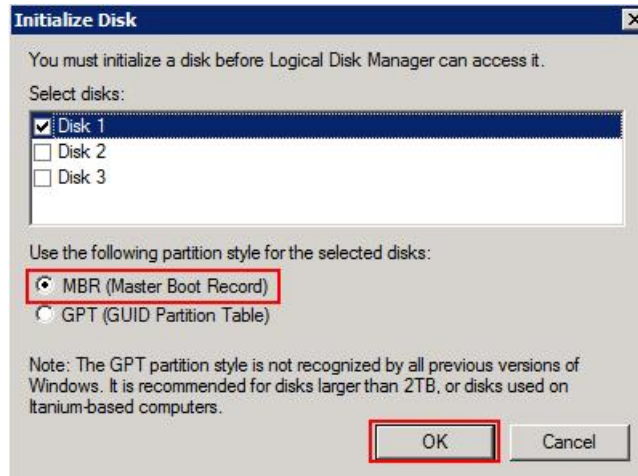 Initialize Disk
You must initialize a disk before Logical Disk Manager can access it.
Select disks:
Disk 1
Disk 2
Disk 3
Use the following partition style for the selected disks:
MBR (Master Boot Record)
GPT (GUID Partition Table)
Note: The GPT partition style is not recognized by all previous versions of
Windows. It is recommended for disks larger than 2TB, or disks used on
Itanium-based computers.
OK Cancel